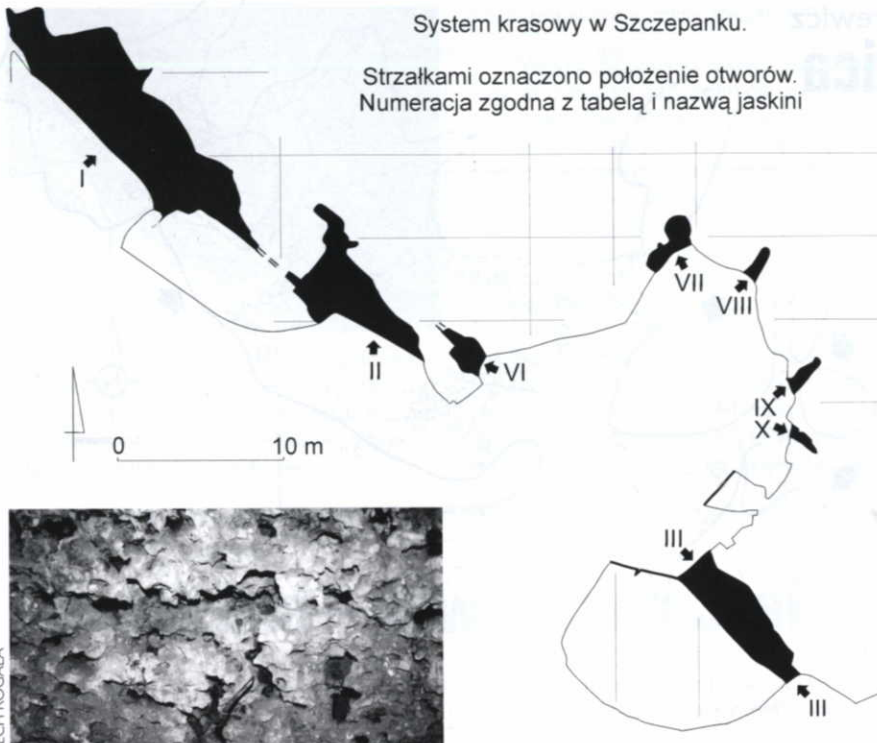 System krasowy w Szczepanku.
Strzałkami oznaczono położenie otworów.
Numeracja zgodna z tabelą i nazwą jaskini
I
II
VI
VII
VIII
IX
X
III
III
0 10 m